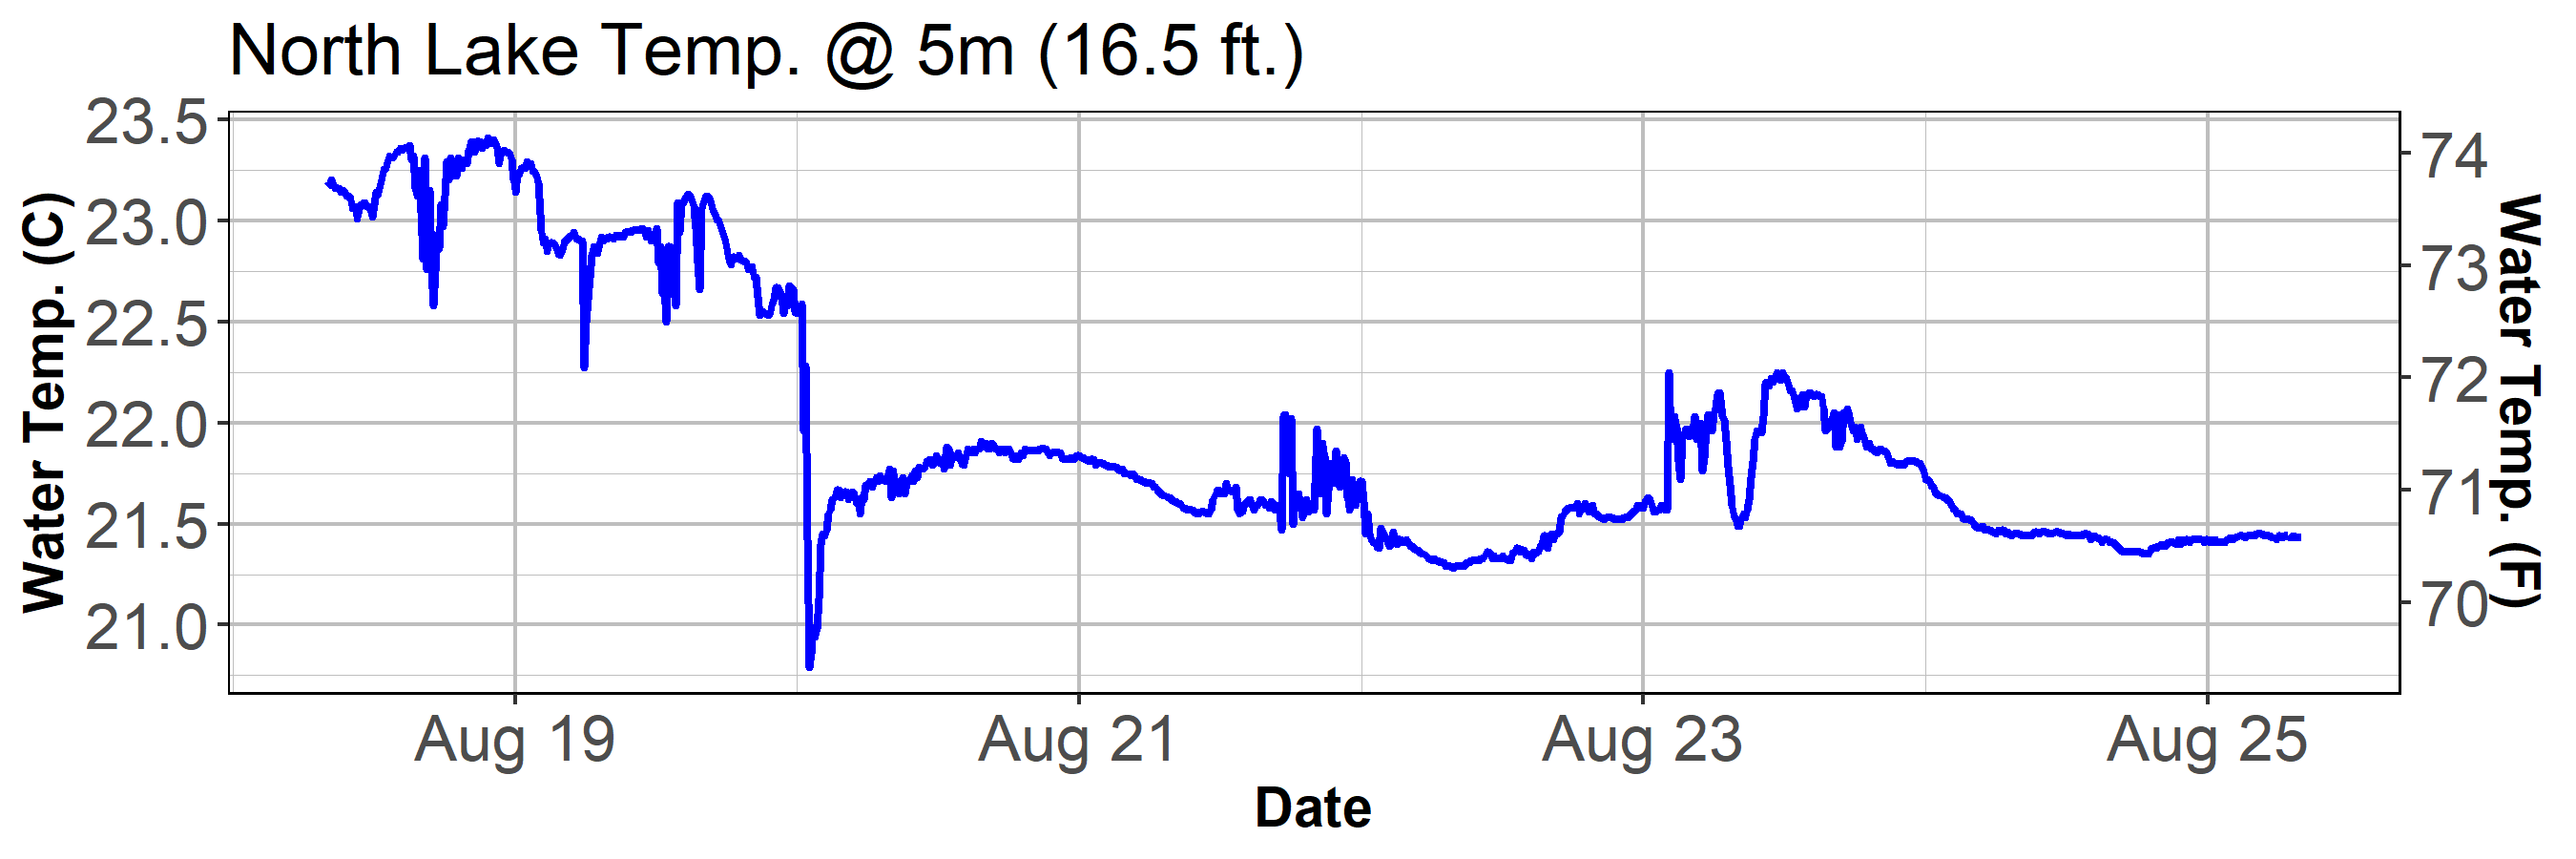 North Lake Temp. @ 5m (16.5 ft.)
Water Temp. (C)
23.5
23.0
22.5
22.0
21.5
21.0
74
73
72
71
70
Water Temp. (F)
Aug 19
Aug 21
Aug 23
Aug 25
Date